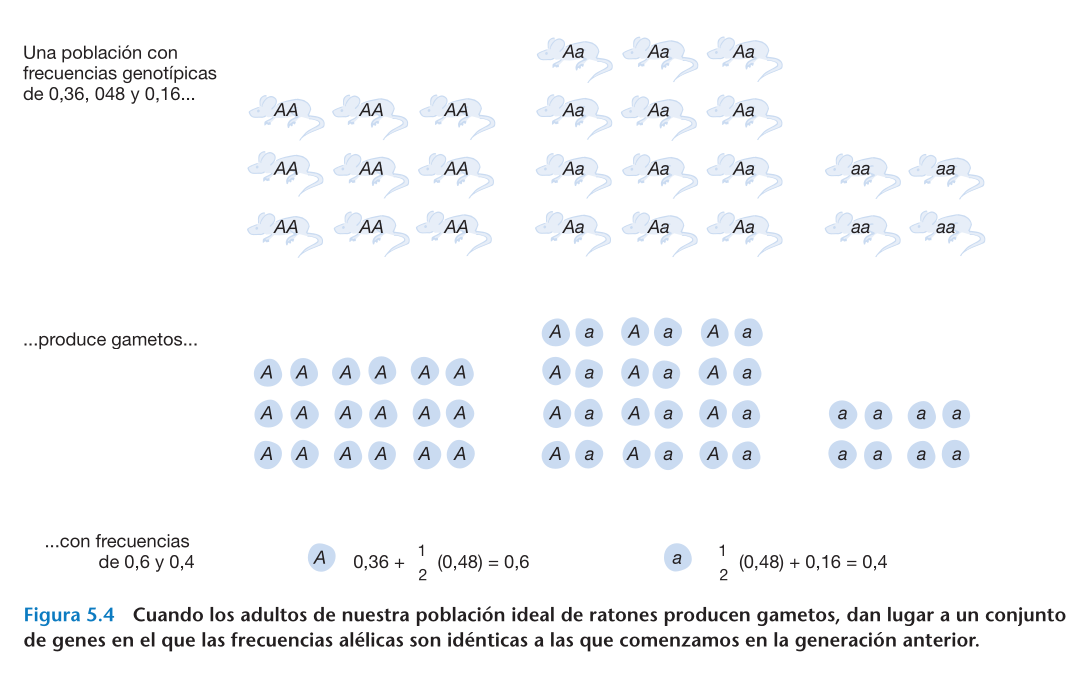 Una población con
frecuencias genotípicas
de 0,36, 048 y 0,16...
Aa Aa Aa
AA AA AA Aa Aa Aa
AA AA AA Aa Aa Aa aa aa
AA AA AA Aa Aa Aa aa aa
...produce gametos...
A a A a A a
A A A A A A A a A a A a
A A A A A A A a A a A a a a a a
A A A A A A A a A a A a a a a a
...con frecuencias
de 0,6 y 0,4
A 0,36 + 1/2 (0,48) = 0,6
a 1/2 (0,48) + 0,16 = 0,4
Figura 5.4 Cuando los adultos de nuestra población ideal de ratones producen gametos, dan lugar a un conjunto
de genes en el que las frecuencias alélicas son idénticas a las que comenzamos en la generación anterior.